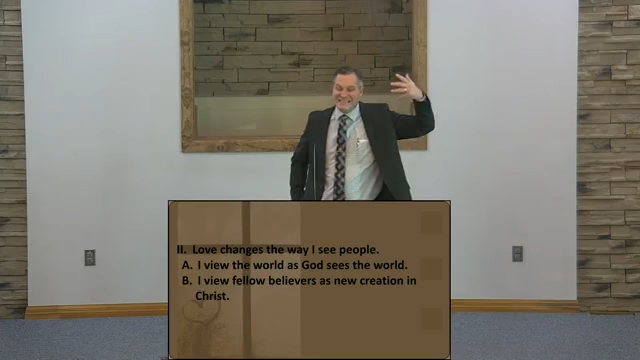 II. Love changes the way I see people.
A. I view the world as God sees the world.
B. I view fellow believers as new creation in
Christ.